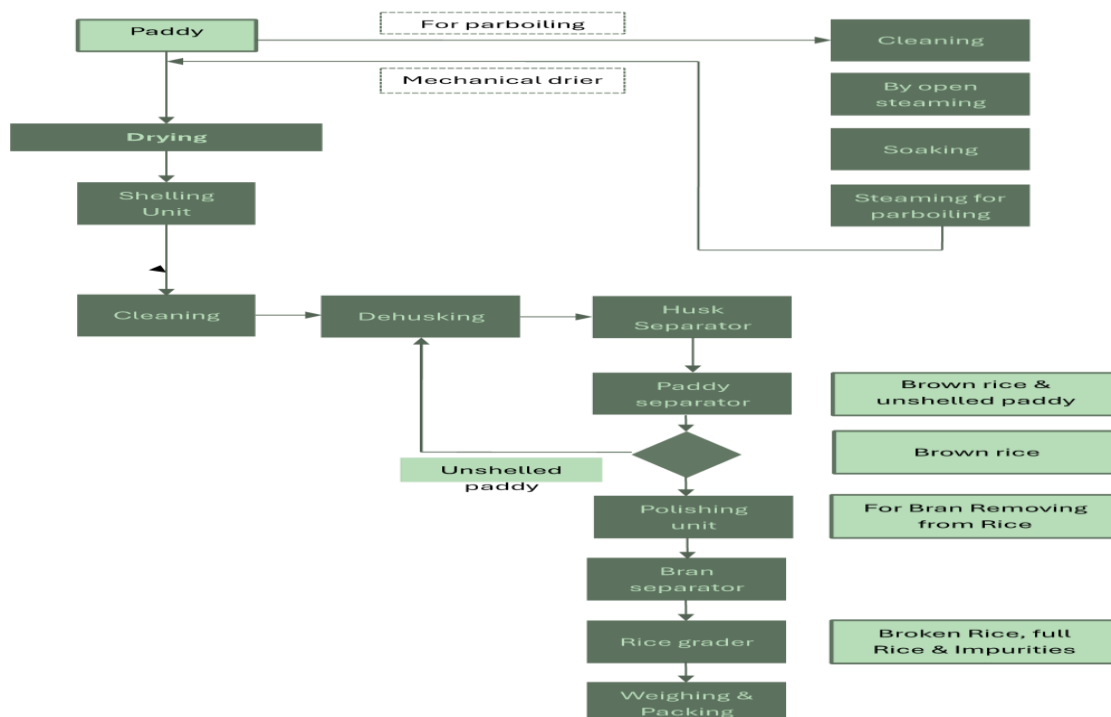 Paddy
For parboiling
Cleaning
Mechanical drier
By open
steaming
Drying
Soaking
Shelling
Unit
Steaming for
parboiling
Cleaning
Dehusking
Husk
Separator
Paddy
separator
Brown rice &
unshelled paddy
Unshelled
paddy
Brown rice
Polishing
unit
For Bran Removing
from Rice
Bran
separator
Rice grader
Broken Rice, full
Rice & Impurities
Weighing &
Packing